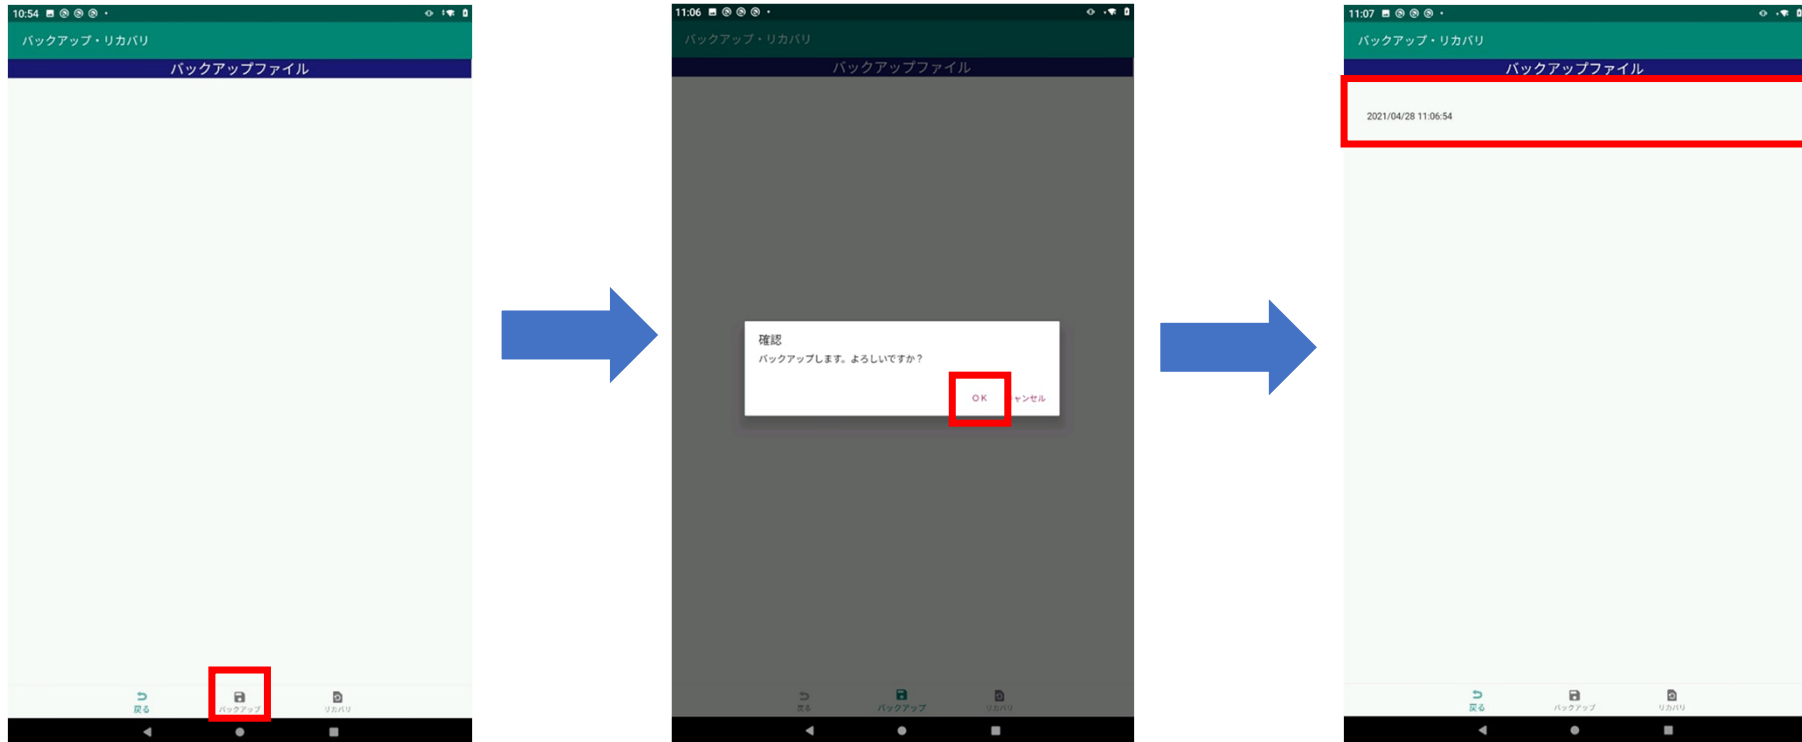 10:54
バックアップ・リカバリ
バックアップファイル
戻る
バックアップ
リカバリ
11:06
バックアップ・リカバリ
バックアップファイル
確認
バックアップします。よろしいですか？
OK
ャンセル
戻る
バックアップ
リカバリ
11:07
バックアップ・リカバリ
バックアップファイル
2021/04/28 11:06:54
戻る
バックアップ
リカバリ